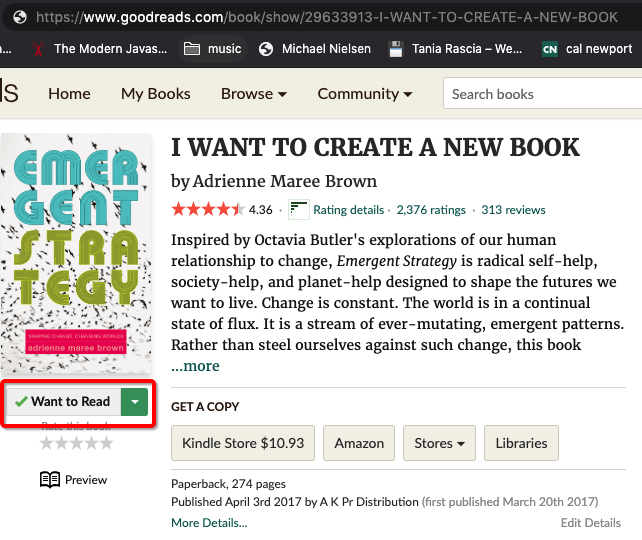 https://www.goodreads.com/book/show/29633913-I-WANT-TO-CREATE-A-NEW-BOOK
... The Modern Javas... music Michael Nielsen Tania Rascia – We... CN cal newport
ds Home My Books Browse Community Search books
EMERGENT STRATEGY
SHAPING CHANGE, CHANGING WORLDS
adrienne maree brown
I WANT TO CREATE A NEW BOOK
by Adrienne Maree Brown
4.36 · Rating details · 2,376 ratings · 313 reviews
Inspired by Octavia Butler's explorations of our human
relationship to change, Emergent Strategy is radical self-help,
society-help, and planet-help designed to shape the futures we
want to live. Change is constant. The world is in a continual
state of flux. It is a stream of ever-mutating, emergent patterns.
Rather than steel ourselves against such change, this book
...more
Want to Read
Rate this book
Preview
GET A COPY
Kindle Store $10.93 Amazon Stores Libraries
Paperback, 274 pages
Published April 3rd 2017 by A K Pr Distribution (first published March 20th 2017)
More Details... Edit Details